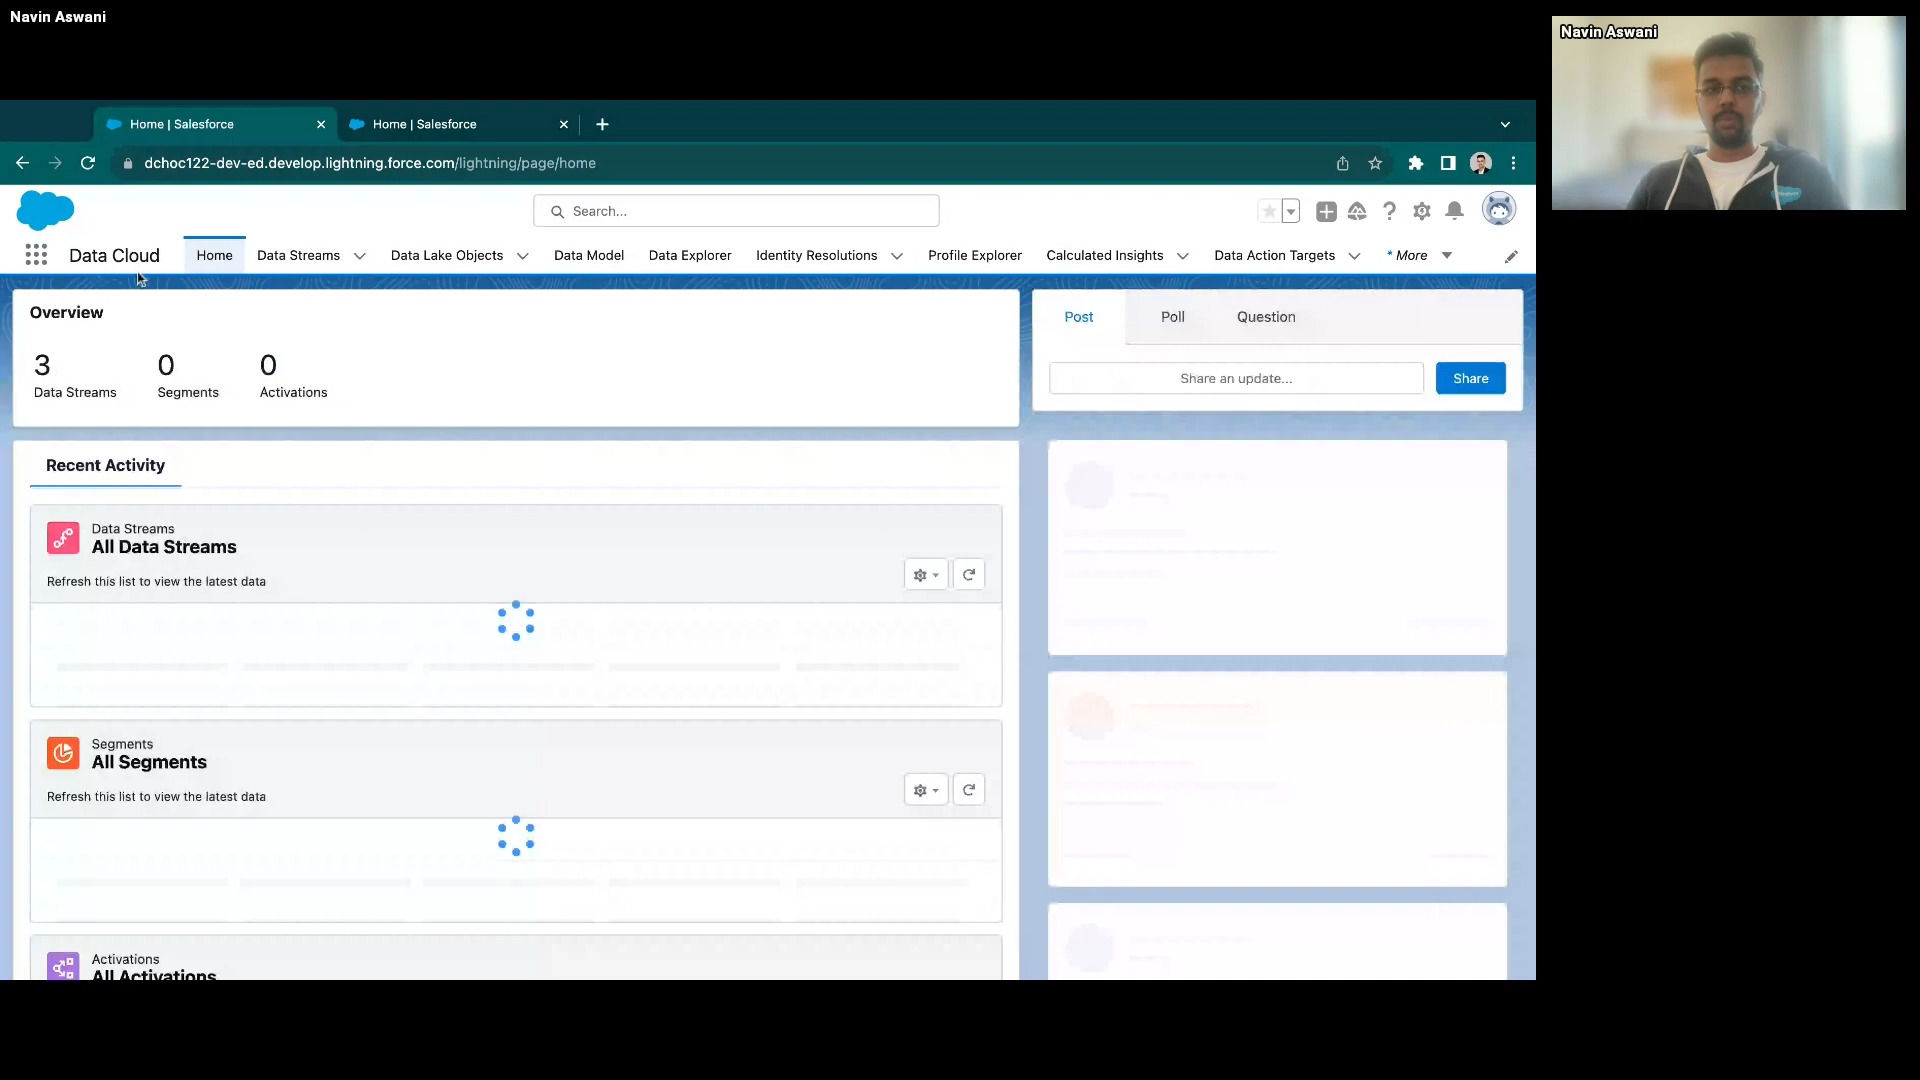 Navin Aswani
Navin Aswani
Home | Salesforce
Home | Salesforce
dchoc122-dev-ed.develop.lightning.force.com/lightning/page/home
Search...
Data Cloud
Home
Data Streams
Data Lake Objects
Data Model
Data Explorer
Identity Resolutions
Profile Explorer
Calculated Insights
Data Action Targets
* More
Overview
3
Data Streams
0
Segments
0
Activations
Post
Poll
Question
Share an update...
Share
Recent Activity
Data Streams
All Data Streams
Refresh this list to view the latest data
Segments
All Segments
Refresh this list to view the latest data
Activations
All Activations